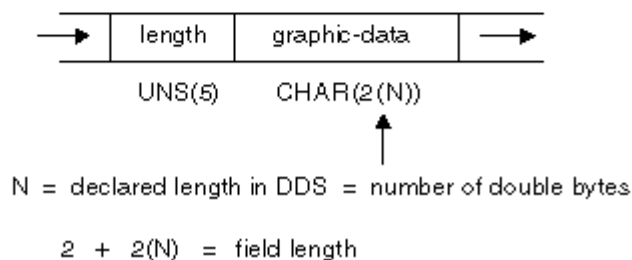 length graphic-data
UNS(5) CHAR(2(N))
N = declared length in DDS = number of double bytes
2 + 2(N) = field length